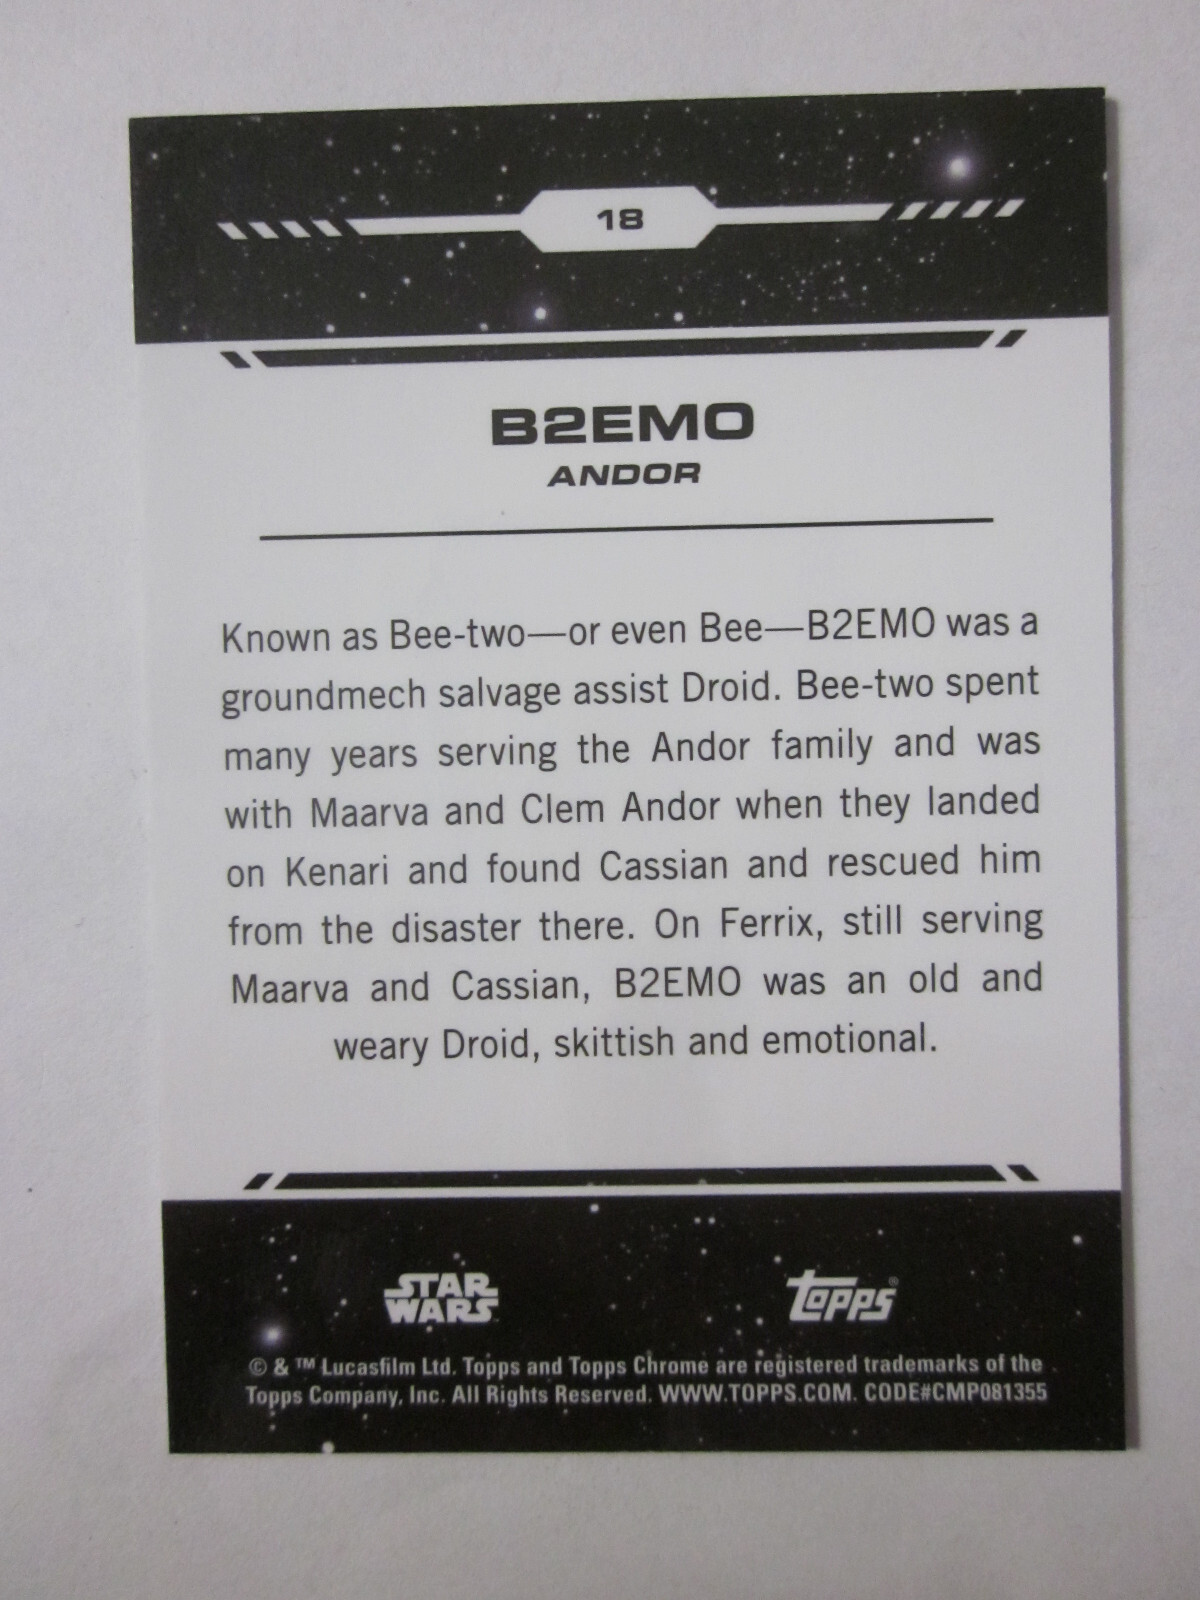 18
B2EMO
ANDOR
Known as Bee-two—or even Bee—B2EMO was a
groundmech salvage assist Droid. Bee-two spent
many years serving the Andor family and was
with Maarva and Clem Andor when they landed
on Kenari and found Cassian and rescued him
from the disaster there. On Ferrix, still serving
Maarva and Cassian, B2EMO was an old and
weary Droid, skittish and emotional.
STAR
WARS
Topps®
© & ™ Lucasfilm Ltd. Topps and Topps Chrome are registered trademarks of the
Topps Company, Inc. All Rights Reserved. WWW.TOPPS.COM. CODE#CMP081355